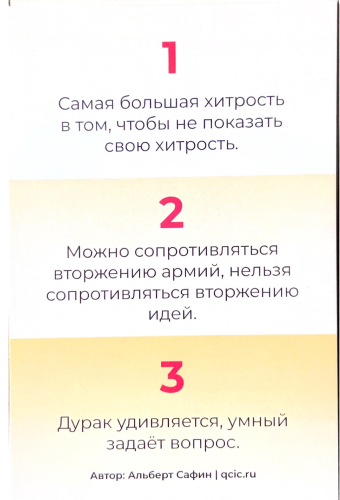 1
Самая большая хитрость
в том, чтобы не показать
свою хитрость.
2
Можно сопротивляться
вторжению армий, нельзя
сопротивляться вторжению
идей.
3
Дурак удивляется, умный
задаёт вопрос.
Автор: Альберт Сафин | qcic.ru